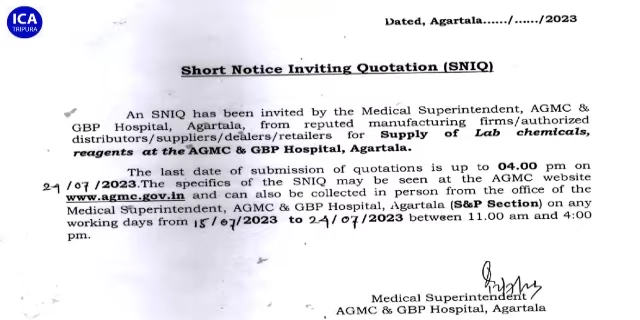 ICA
TRIPURA
Dated, Agartala....../....../2023
Short Notice Inviting Quotation (SNIQ)
An SNIQ has been invited by the Medical Superintendent, AGMC &
GBP Hospital, Agartala, from reputed manufacturing firms/authorized
distributors/suppliers/dealers/retailers for Supply of Lab chemicals,
reagents at the AGMC & GBP Hospital, Agartala.
The last date of submission of quotations is up to 04.00 pm on
/07/2023.The specifics of the SNIQ may be seen at the AGMC website
www.agmc.gov.in and can also be collected in person from the office of the
Medical Superintendent, AGMC & GBP Hospital, Agartala (S&P Section) on any
working days from 15/07/2023 to /07/2023 between 11.00 am and 4:00
pm.
Medical Superintendent
AGMC & GBP Hospital, Agartala